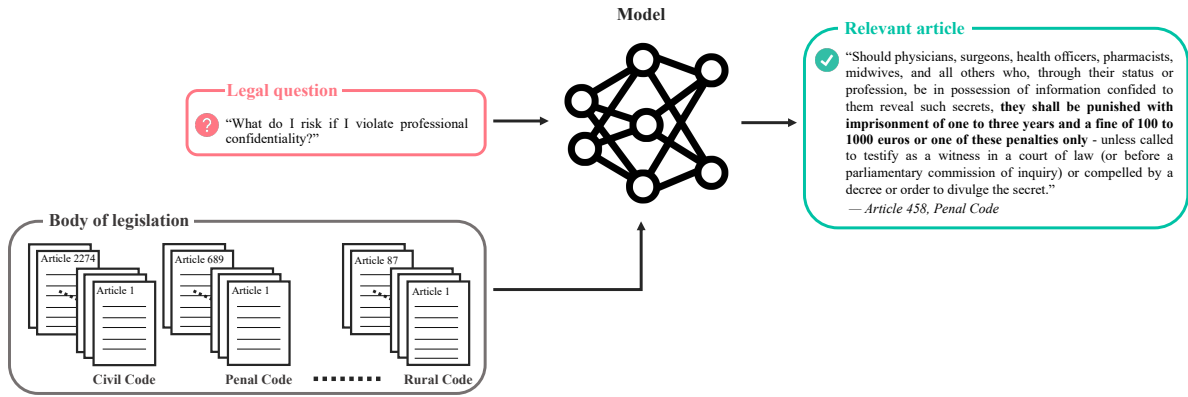 Model
Legal question
?
“What do I risk if I violate professional
confidentiality?”
Relevant article
“Should physicians, surgeons, health officers, pharmacists,
midwives, and all others who, through their status or
profession, be in possession of information confided to
them reveal such secrets, they shall be punished with
imprisonment of one to three years and a fine of 100 to
1000 euros or one of these penalties only - unless called
to testify as a witness in a court of law (or before a
parliamentary commission of inquiry) or compelled by a
decree or order to divulge the secret.”
— Article 458, Penal Code
Body of legislation
Article 2274
Article 1
Civil Code
Article 689
Article 1
Penal Code
Article 87
Article 1
Rural Code